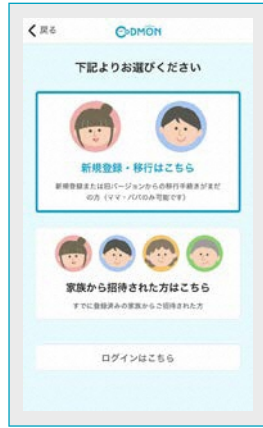 戻る
CODMON
下記よりお選びください
新規登録・移行はこちら
新規登録または旧バージョンからの移行手続きがまだ
の方（ママ・パパのみ可能です）
家族から招待された方はこちら
すでに登録済みの家族からご招待された方
ログインはこちら